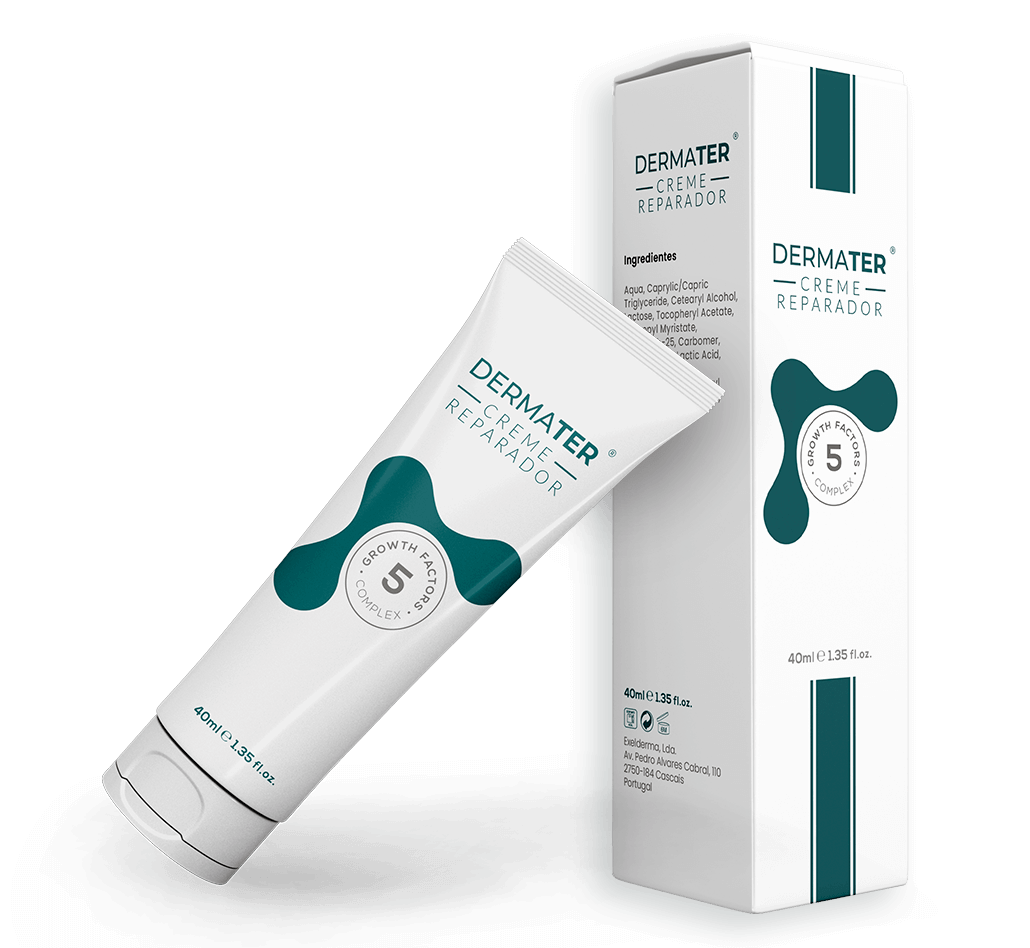 DERMATER®
CREME
REPARADOR
GROWTH FACTORS
5
COMPLEX
40ml ℮ 1.35 fl.oz.
DERMATER®
CREME
REPARADOR
Ingredientes
Aqua, Caprylic/Capric
Triglyceride, Cetearyl Alcohol,
Tocopheryl Acetate,
Myristate,
-25, Carbomer,
Acid,
40ml ℮ 1.35 fl.oz.
Exelderma, Lda.
Av. Pedro Alvares Cabral, 110
2750-184 Cascais
Portugal
DERMATER®
CREME
REPARADOR
GROWTH FACTORS
5
COMPLEX
40ml ℮ 1.35 fl.oz.